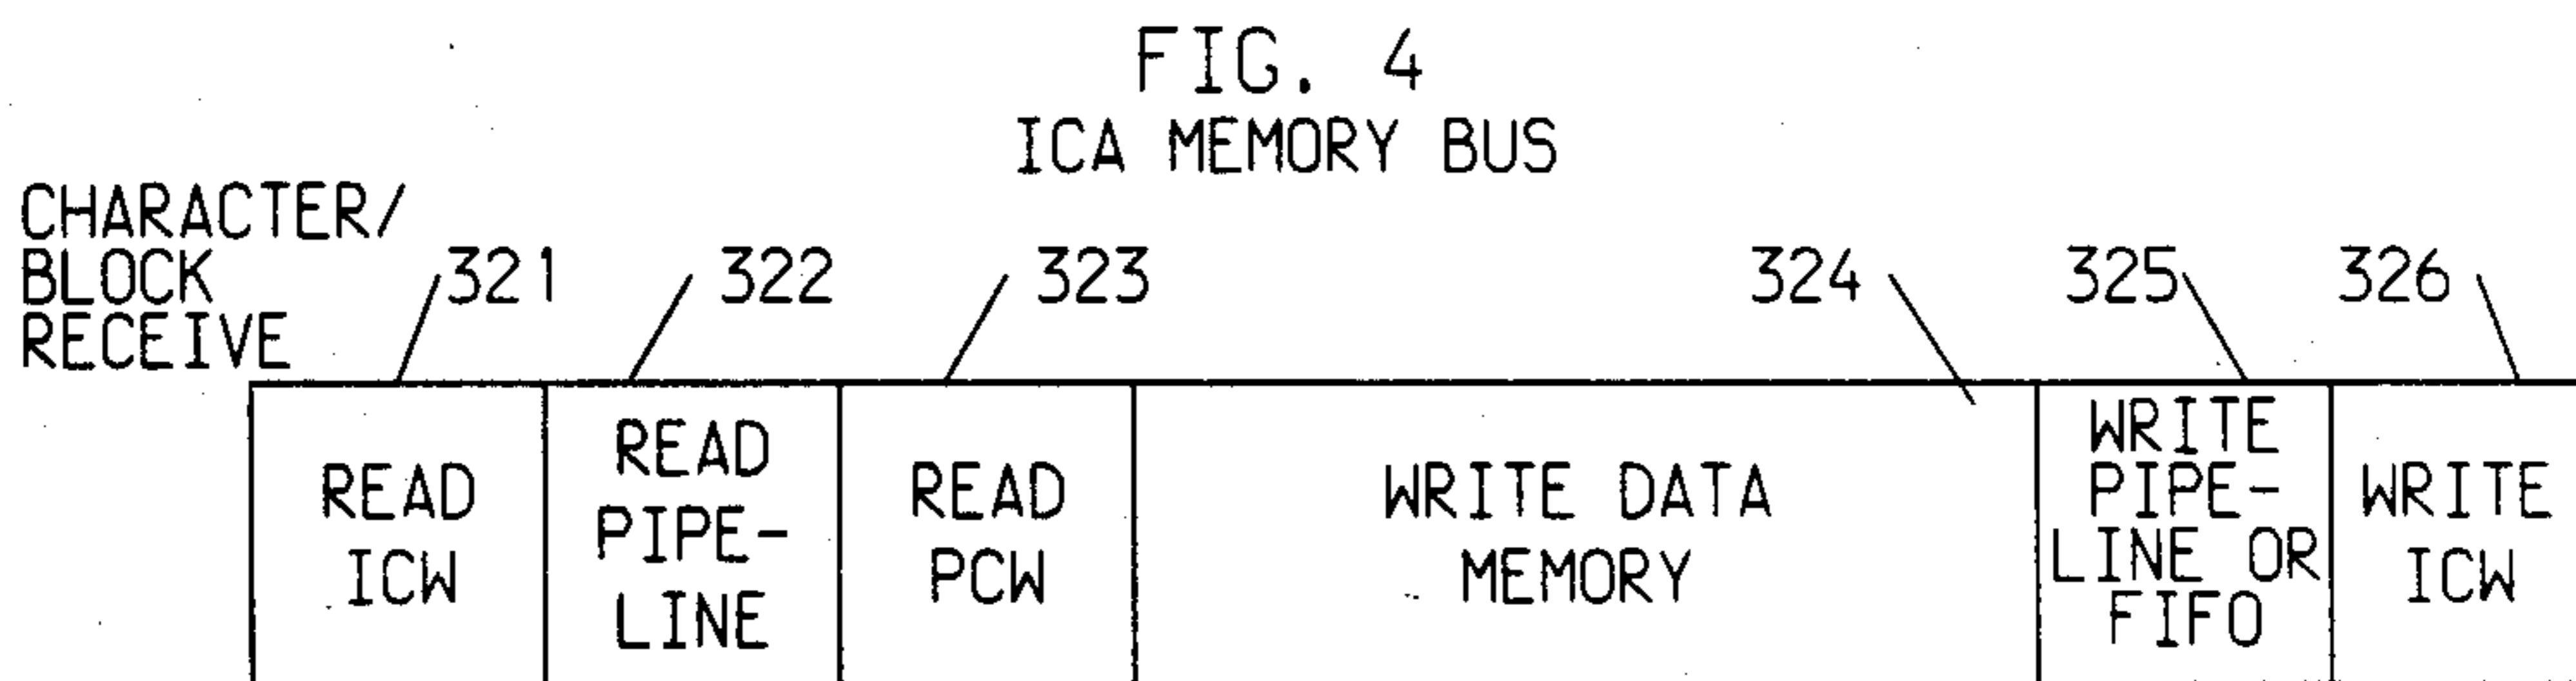 FIG. 4
ICA MEMORY BUS
CHARACTER/
BLOCK
RECEIVE
321
322
323
324
325
326
READ
ICW
READ
PIPE-
LINE
READ
PCW
WRITE DATA
MEMORY
WRITE
PIPE-
LINE OR
FIFO
WRITE
ICW